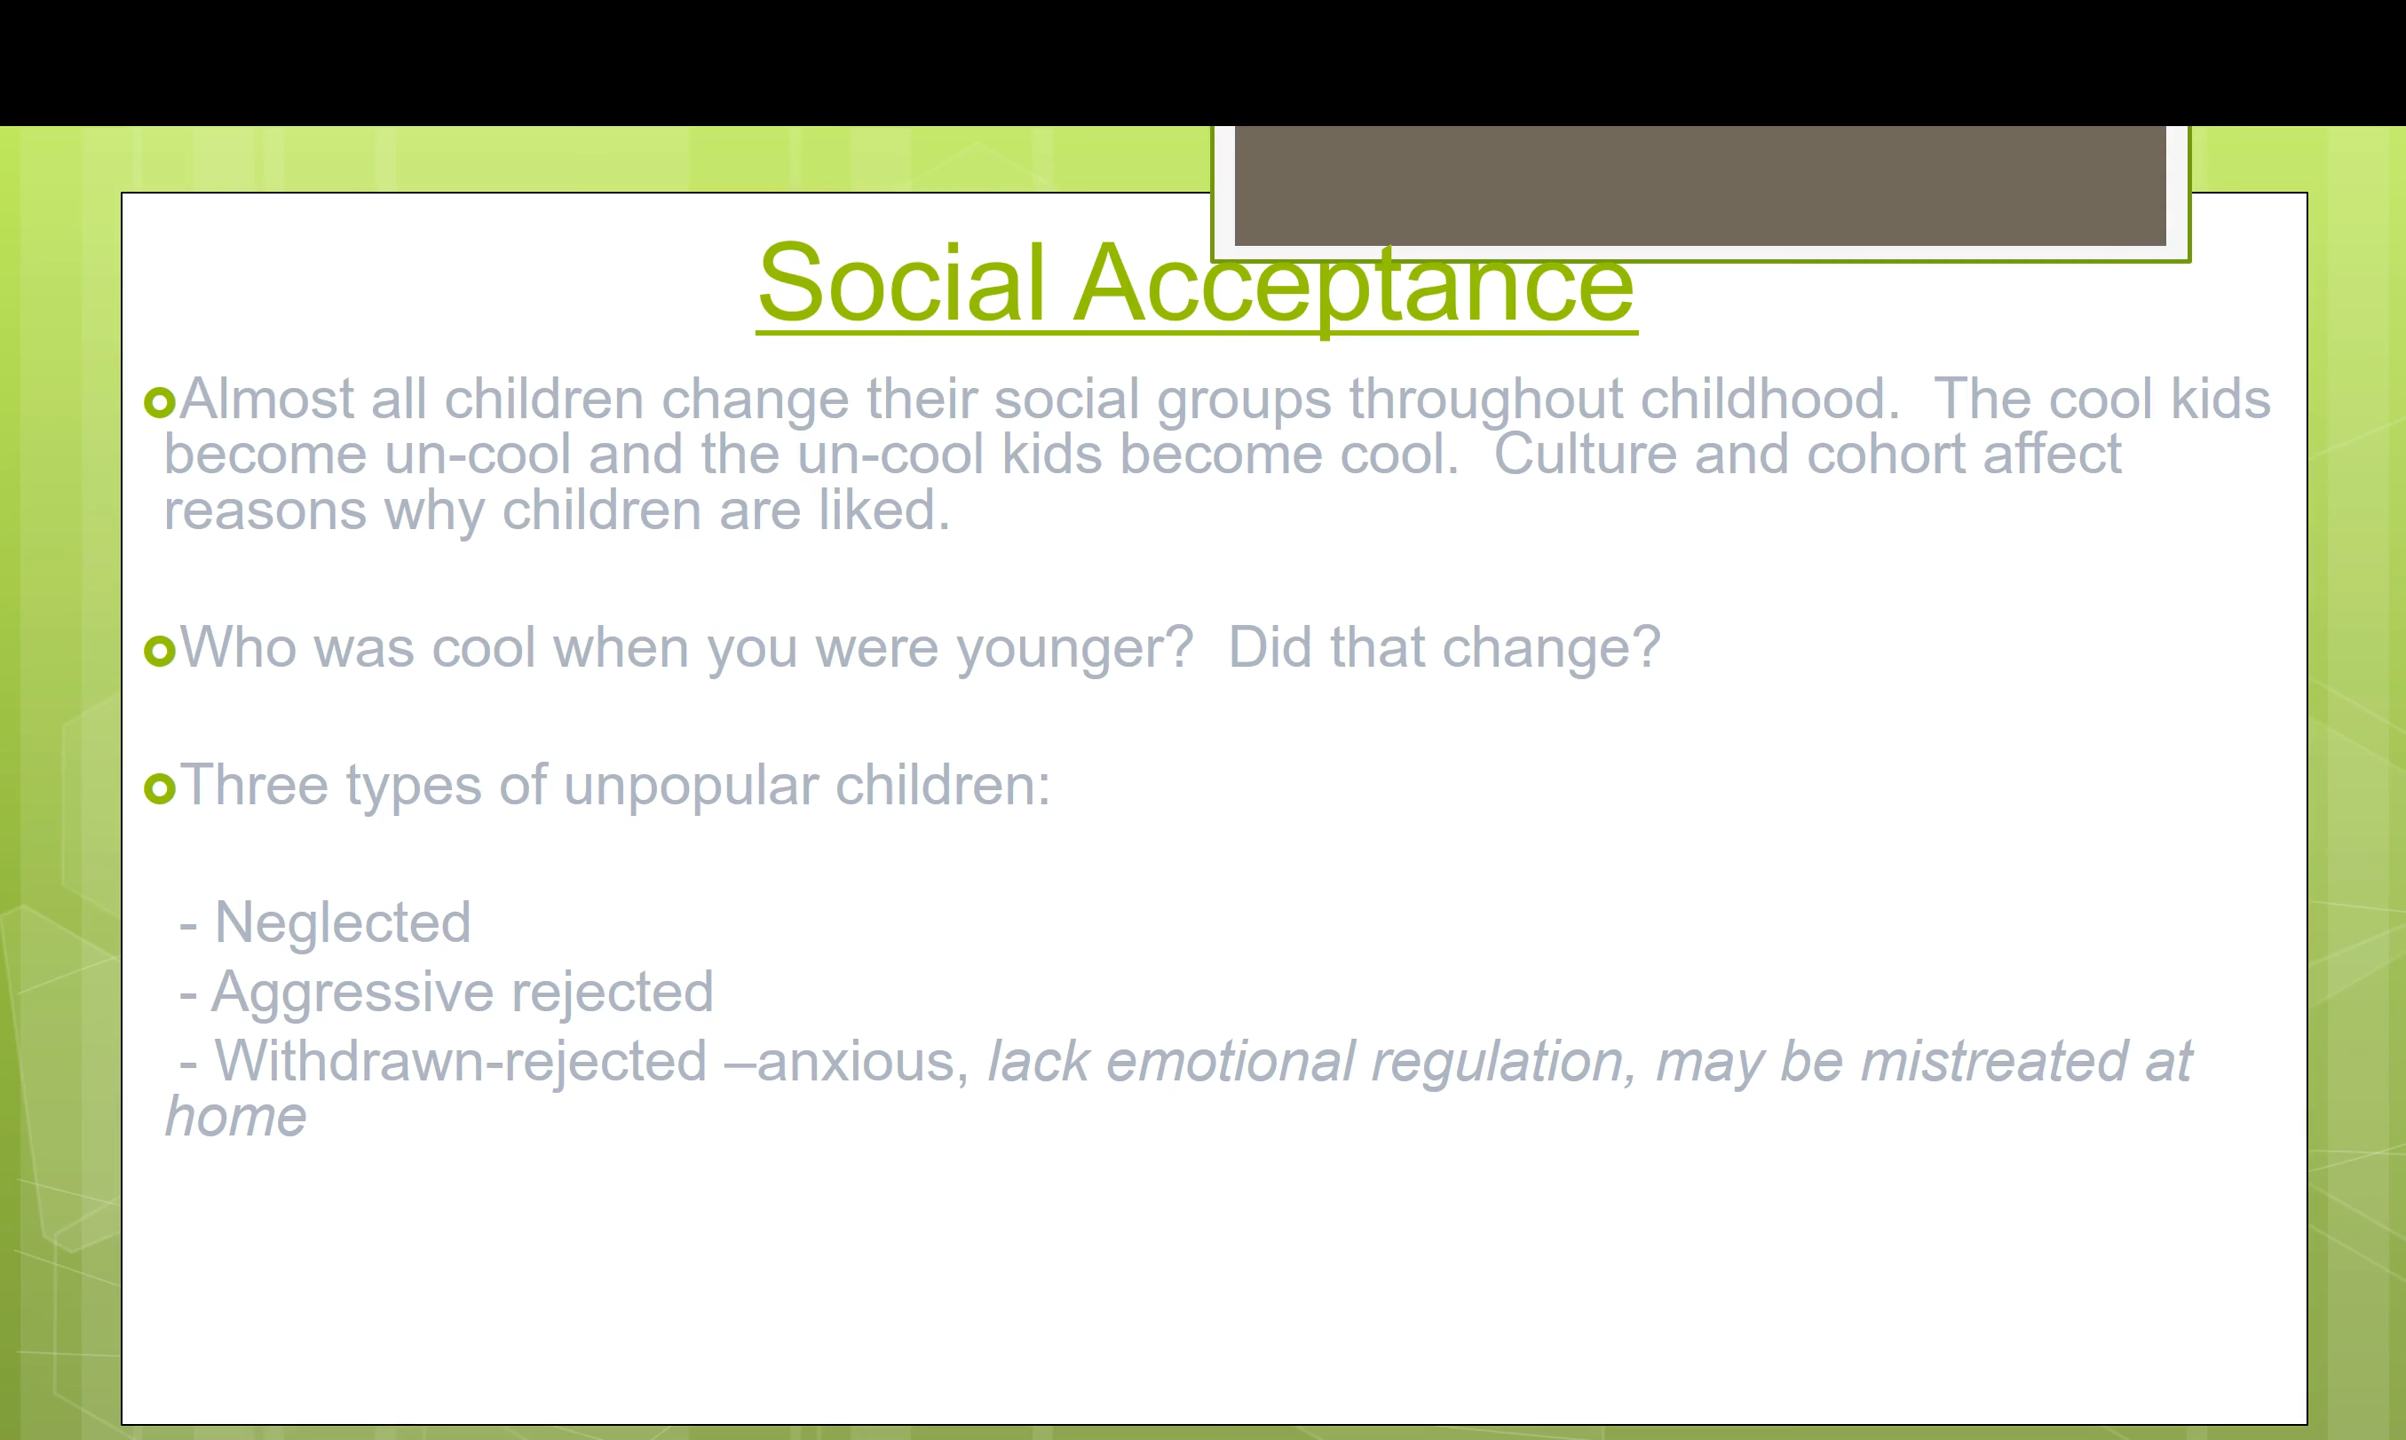 Social Acceptance
Almost all children change their social groups throughout childhood.  The cool kids
become un-cool and the un-cool kids become cool.  Culture and cohort affect
reasons why children are liked.
Who was cool when you were younger?  Did that change?
Three types of unpopular children:
- Neglected
- Aggressive rejected
- Withdrawn-rejected –anxious, lack emotional regulation, may be mistreated at
home